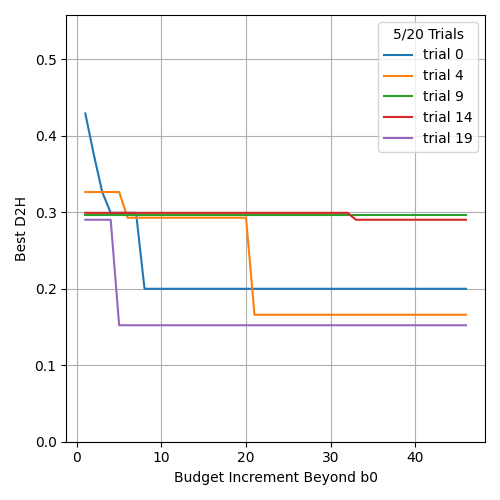 5/20 Trials
trial 0
trial 4
trial 9
trial 14
trial 19
Best D2H
0.5
0.4
0.3
0.2
0.1
0.0
0 10 20 30 40
Budget Increment Beyond b0